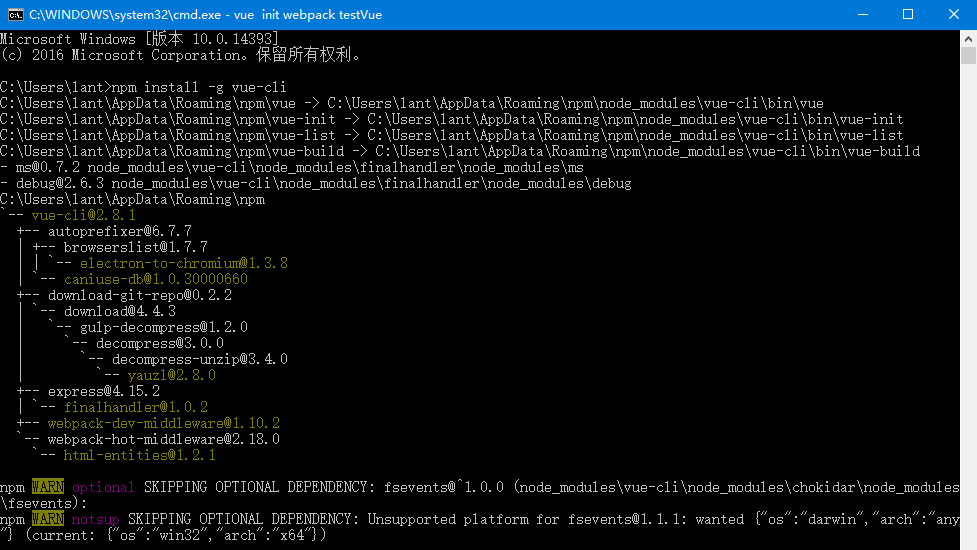 C:\WINDOWS\system32\cmd.exe - vue  init webpack testVue
Microsoft Windows [版本 10.0.14393]
(c) 2016 Microsoft Corporation。保留所有权利。
C:\Users\lant>npm install -g vue-cli
C:\Users\lant\AppData\Roaming\npm\vue -> C:\Users\lant\AppData\Roaming\npm\node_modules\vue-cli\bin\vue
C:\Users\lant\AppData\Roaming\npm\vue-init -> C:\Users\lant\AppData\Roaming\npm\node_modules\vue-cli\bin\vue-init
C:\Users\lant\AppData\Roaming\npm\vue-list -> C:\Users\lant\AppData\Roaming\npm\node_modules\vue-cli\bin\vue-list
C:\Users\lant\AppData\Roaming\npm\vue-build -> C:\Users\lant\AppData\Roaming\npm\node_modules\vue-cli\bin\vue-build
- ms@0.7.2 node_modules\vue-cli\node_modules\finalhandler\node_modules\ms
- debug@2.6.3 node_modules\vue-cli\node_modules\finalhandler\node_modules\debug
C:\Users\lant\AppData\Roaming\npm
`-- vue-cli@2.8.1
  +-- autoprefixer@6.7.7
  | +-- browserslist@1.7.7
  | | `-- electron-to-chromium@1.3.8
  | `-- caniuse-db@1.0.30000660
  +-- download-git-repo@0.2.2
  | `-- download@4.4.3
  |   `-- gulp-decompress@1.2.0
  |     `-- decompress@3.0.0
  |       `-- decompress-unzip@3.4.0
  |         `-- yauzl@2.8.0
  +-- express@4.15.2
  | `-- finalhandler@1.0.2
  +-- webpack-dev-middleware@1.10.2
  `-- webpack-hot-middleware@2.18.0
    `-- html-entities@1.2.1
npm WARN optional SKIPPING OPTIONAL DEPENDENCY: fsevents@^1.0.0 (node_modules\vue-cli\node_modules\chokidar\node_modules
\fsevents):
npm WARN notsup SKIPPING OPTIONAL DEPENDENCY: Unsupported platform for fsevents@1.1.1: wanted {"os":"darwin","arch":"any
"} (current: {"os":"win32","arch":"x64"})